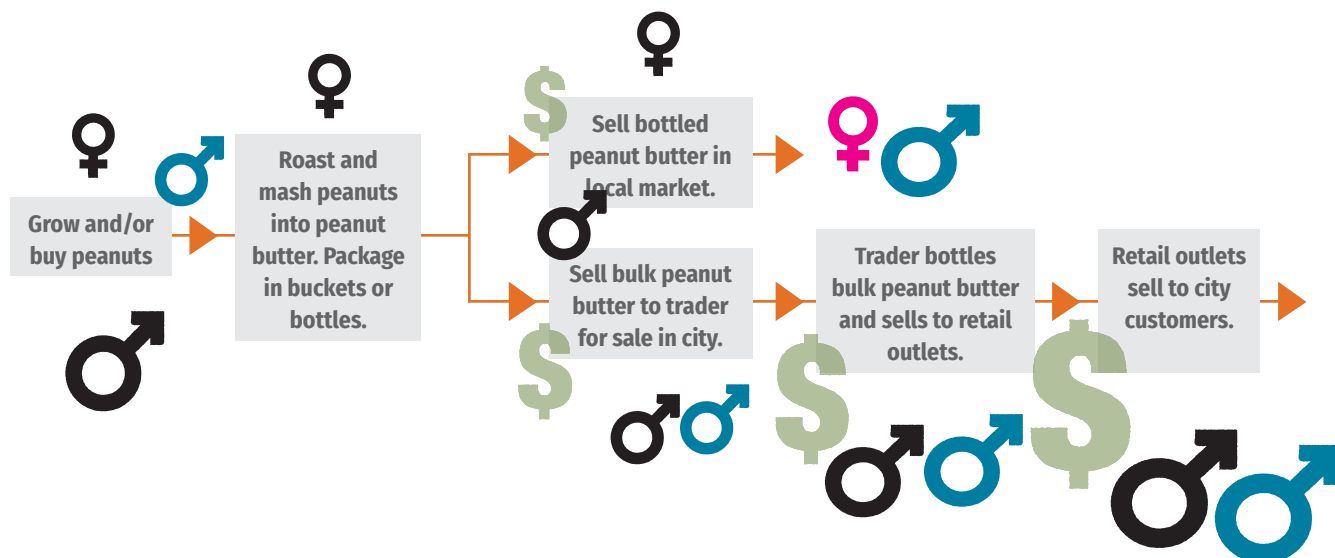 Grow and/or
buy peanuts
Roast and
mash peanuts
into peanut
butter. Package
in buckets or
bottles.
$
Sell bottled
peanut butter in
local market.
$
Sell bulk peanut
butter to trader
for sale in city.
$
Trader bottles
bulk peanut butter
and sells to retail
outlets.
$
Retail outlets
sell to city
customers.